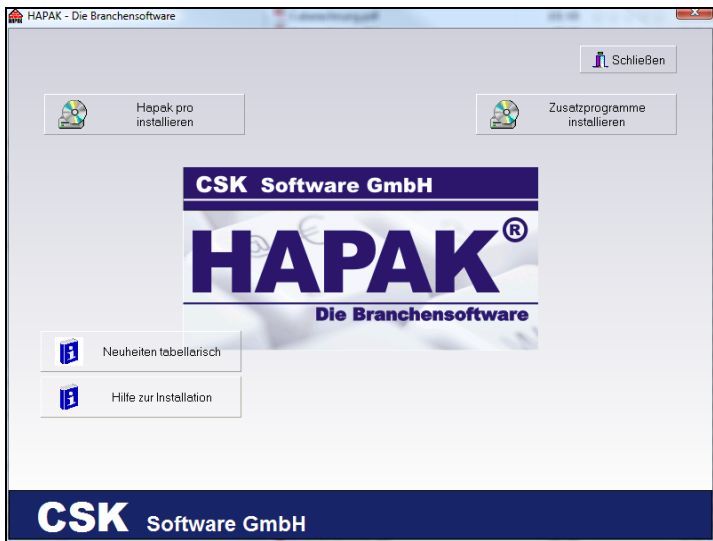 HAPAK - Die Branchensoftware
Schließen
Hapak pro
installieren
Zusatzprogramme
installieren
CSK Software GmbH
HAPAK®
Die Branchensoftware
Neuheiten tabellarisch
Hilfe zur Installation
CSK Software GmbH